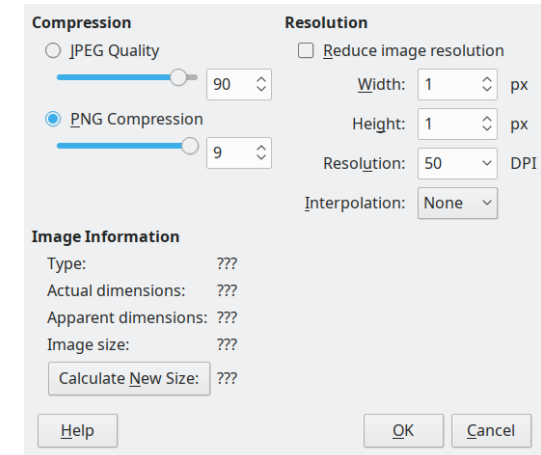 Compression
JPEG Quality
90
PNG Compression
9
Resolution
Reduce image resolution
Width: 1 px
Height: 1 px
Resolution: 50 DPI
Interpolation: None
Image Information
Type: ???
Actual dimensions: ???
Apparent dimensions: ???
Image size: ???
Calculate New Size: ???
Help
OK
Cancel